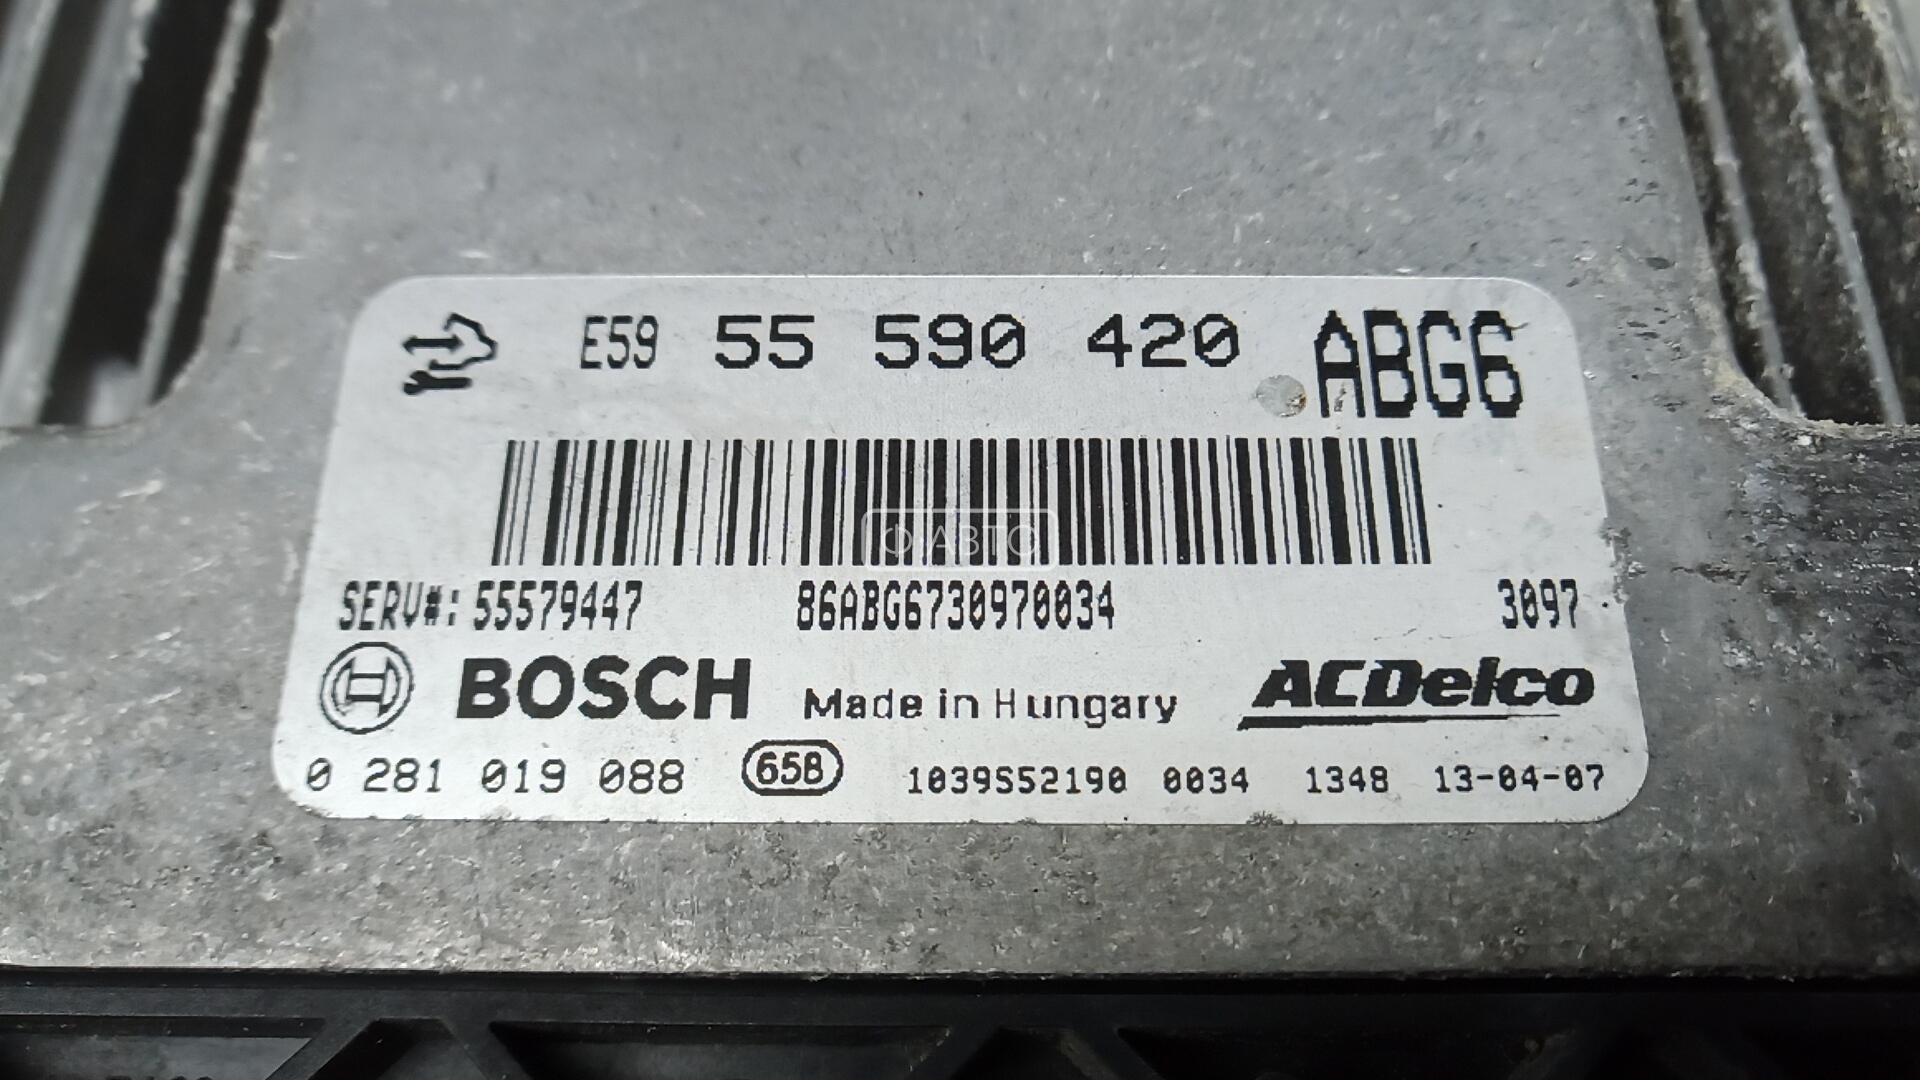 E59 55 590 420 ABG6
Ф-АВТО
SERV#: 55579447 86ABG6730970034 3097
BOSCH Made in Hungary ACDelco
0 281 019 088 658 1039S52190 0034 1348 13-04-07